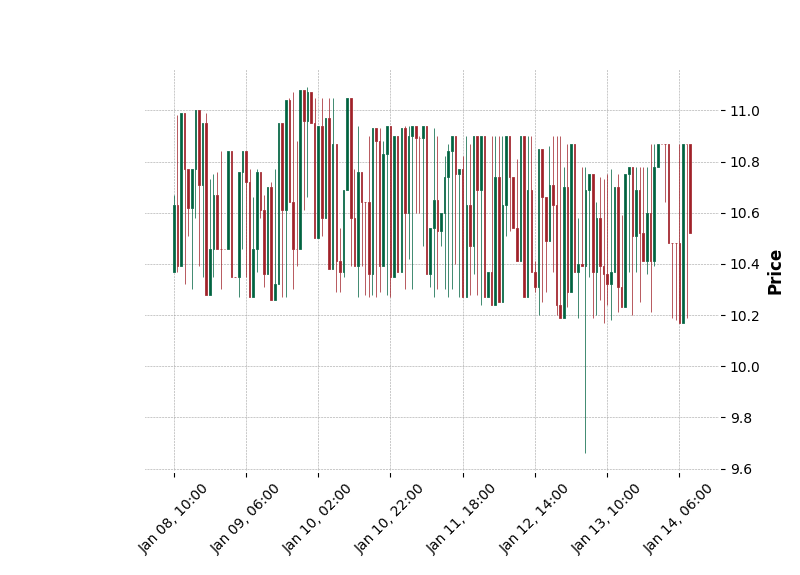 11.0
10.8
10.6
10.4
10.2
10.0
9.8
9.6
Price
Jan 08, 10:00
Jan 09, 06:00
Jan 10, 02:00
Jan 10, 22:00
Jan 11, 18:00
Jan 12, 14:00
Jan 13, 10:00
Jan 14, 06:00